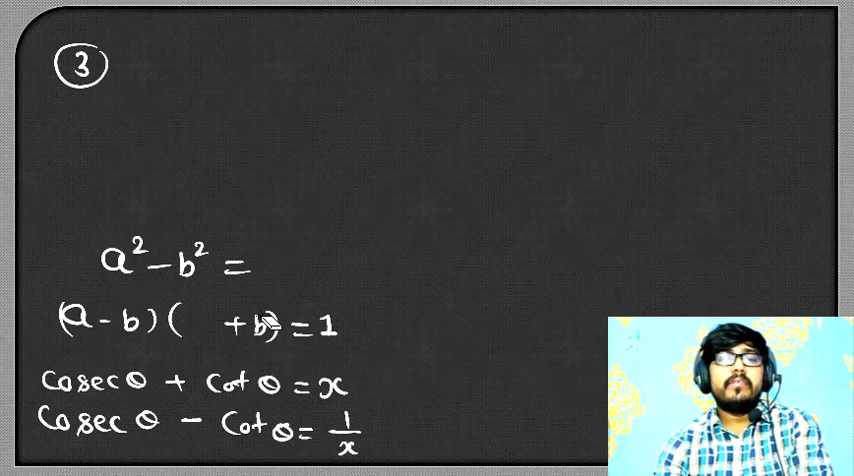 3
a² - b² =
(a - b) ( + b) = 1
cosec θ + cot θ = x
cosec θ - cot θ = 1/x